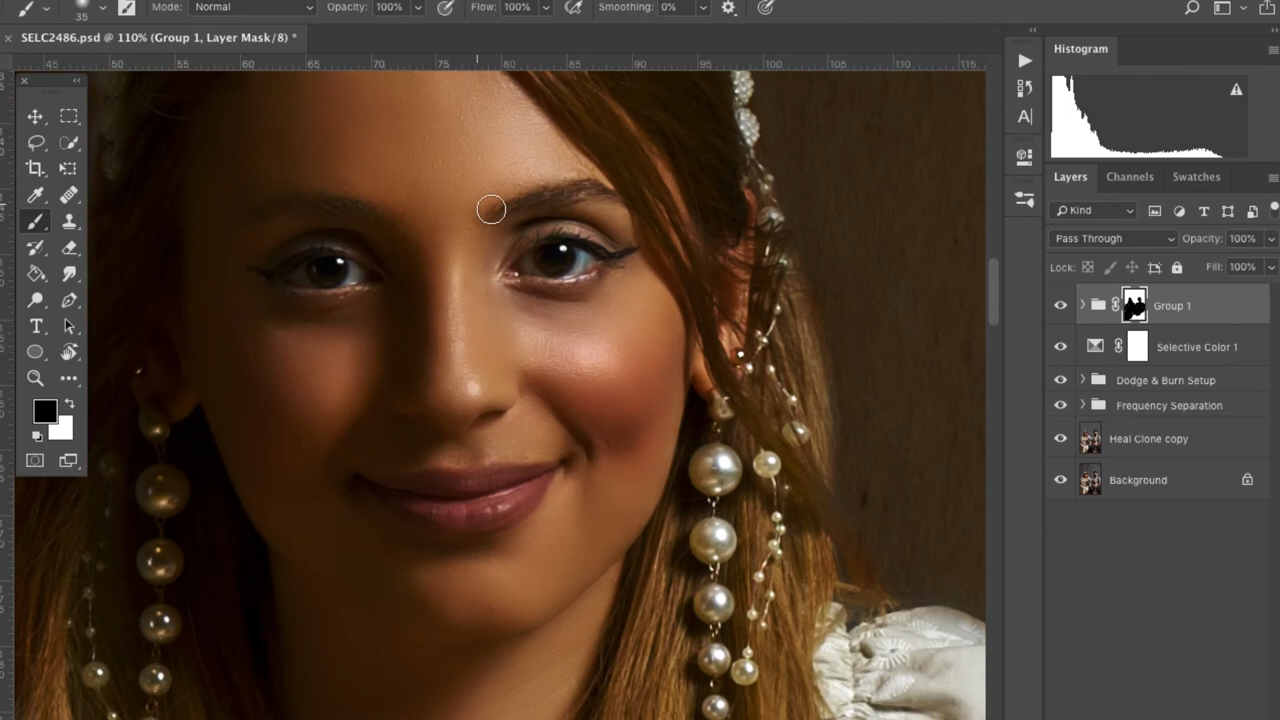 35
Mode: Normal
Opacity: 100%
Flow: 100%
Smoothing: 0%
SELC2486.psd @ 110% (Group 1, Layer Mask/8) *
45 50 55 60 65 70 75 80 85 90 95 100 105 110 115
Histogram
Layers Channels Swatches
Kind
Pass Through Opacity: 100%
Lock: Fill: 100%
Group 1
Selective Color 1
Dodge & Burn Setup
Frequency Separation
Heal Clone copy
Background